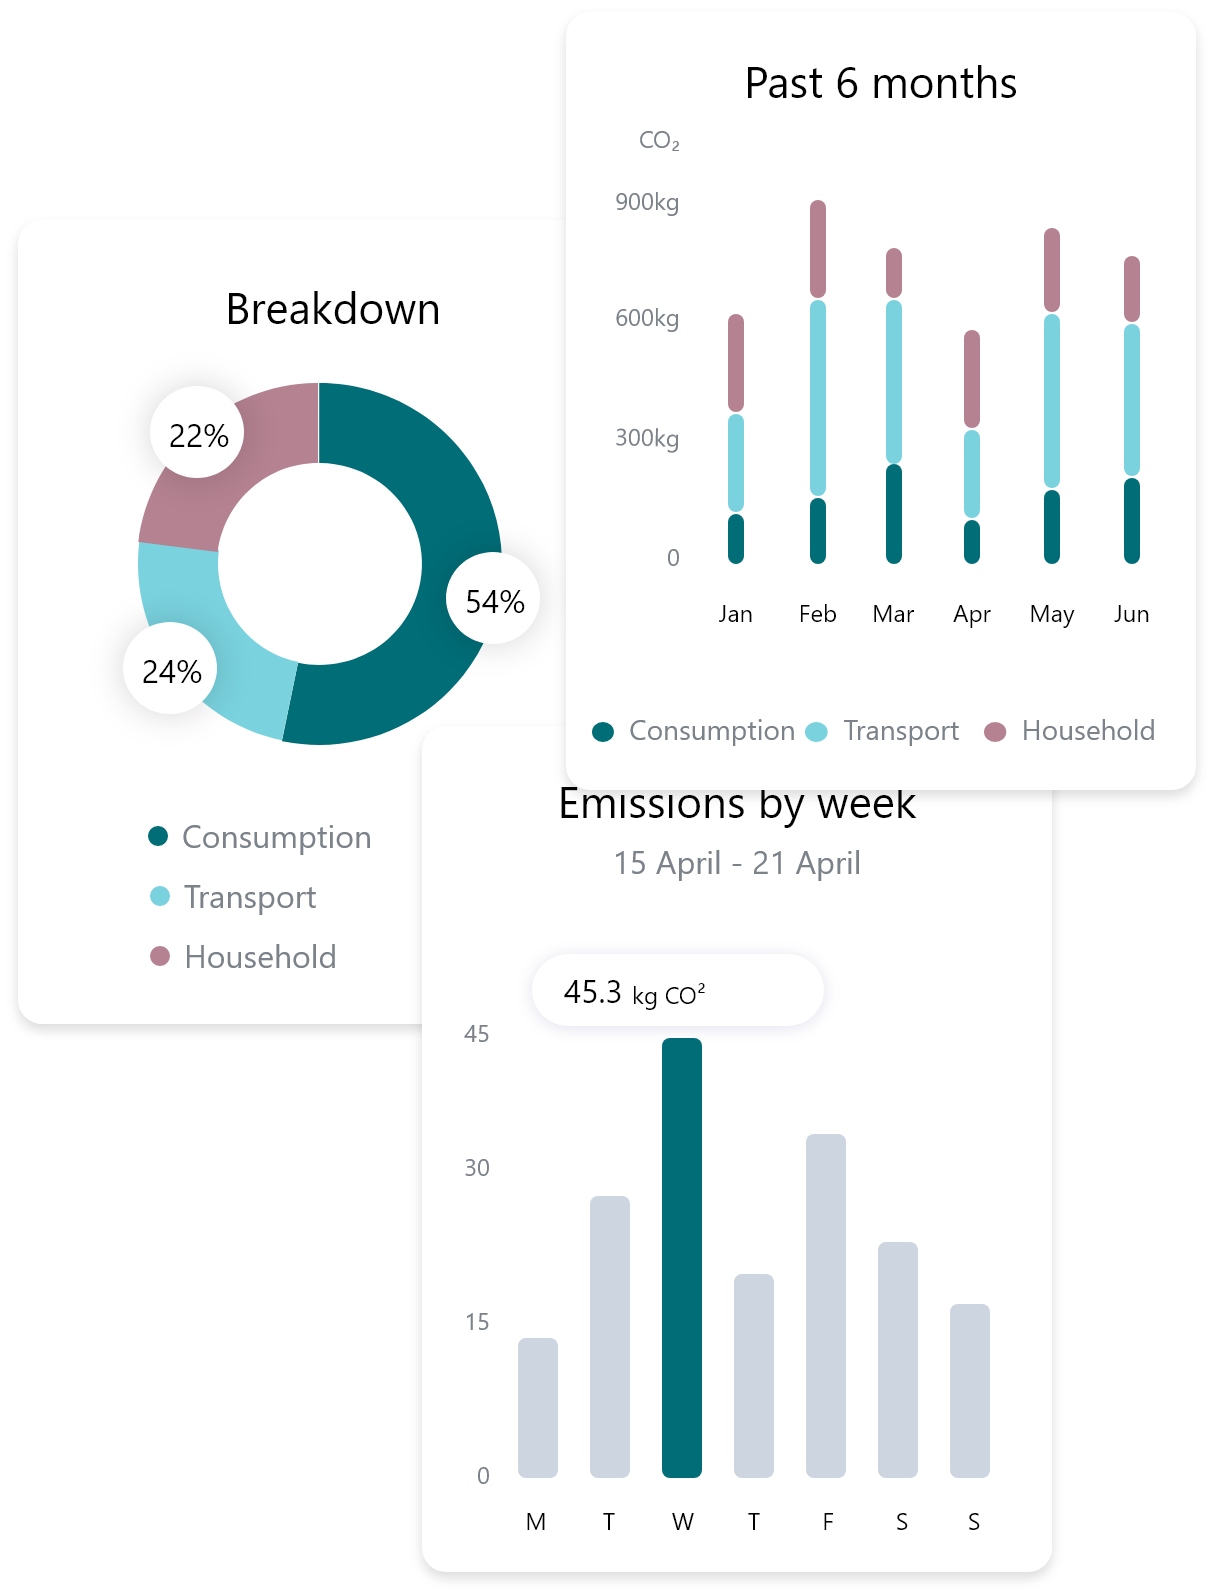 Past 6 months
CO₂
900kg
600kg
300kg
0
Jan Feb Mar Apr May Jun
Consumption Transport Household
Breakdown
22%
54%
24%
Consumption
Transport
Household
Emissions by week
15 April - 21 April
45.3 kg CO²
45
30
15
0
M T W T F S S